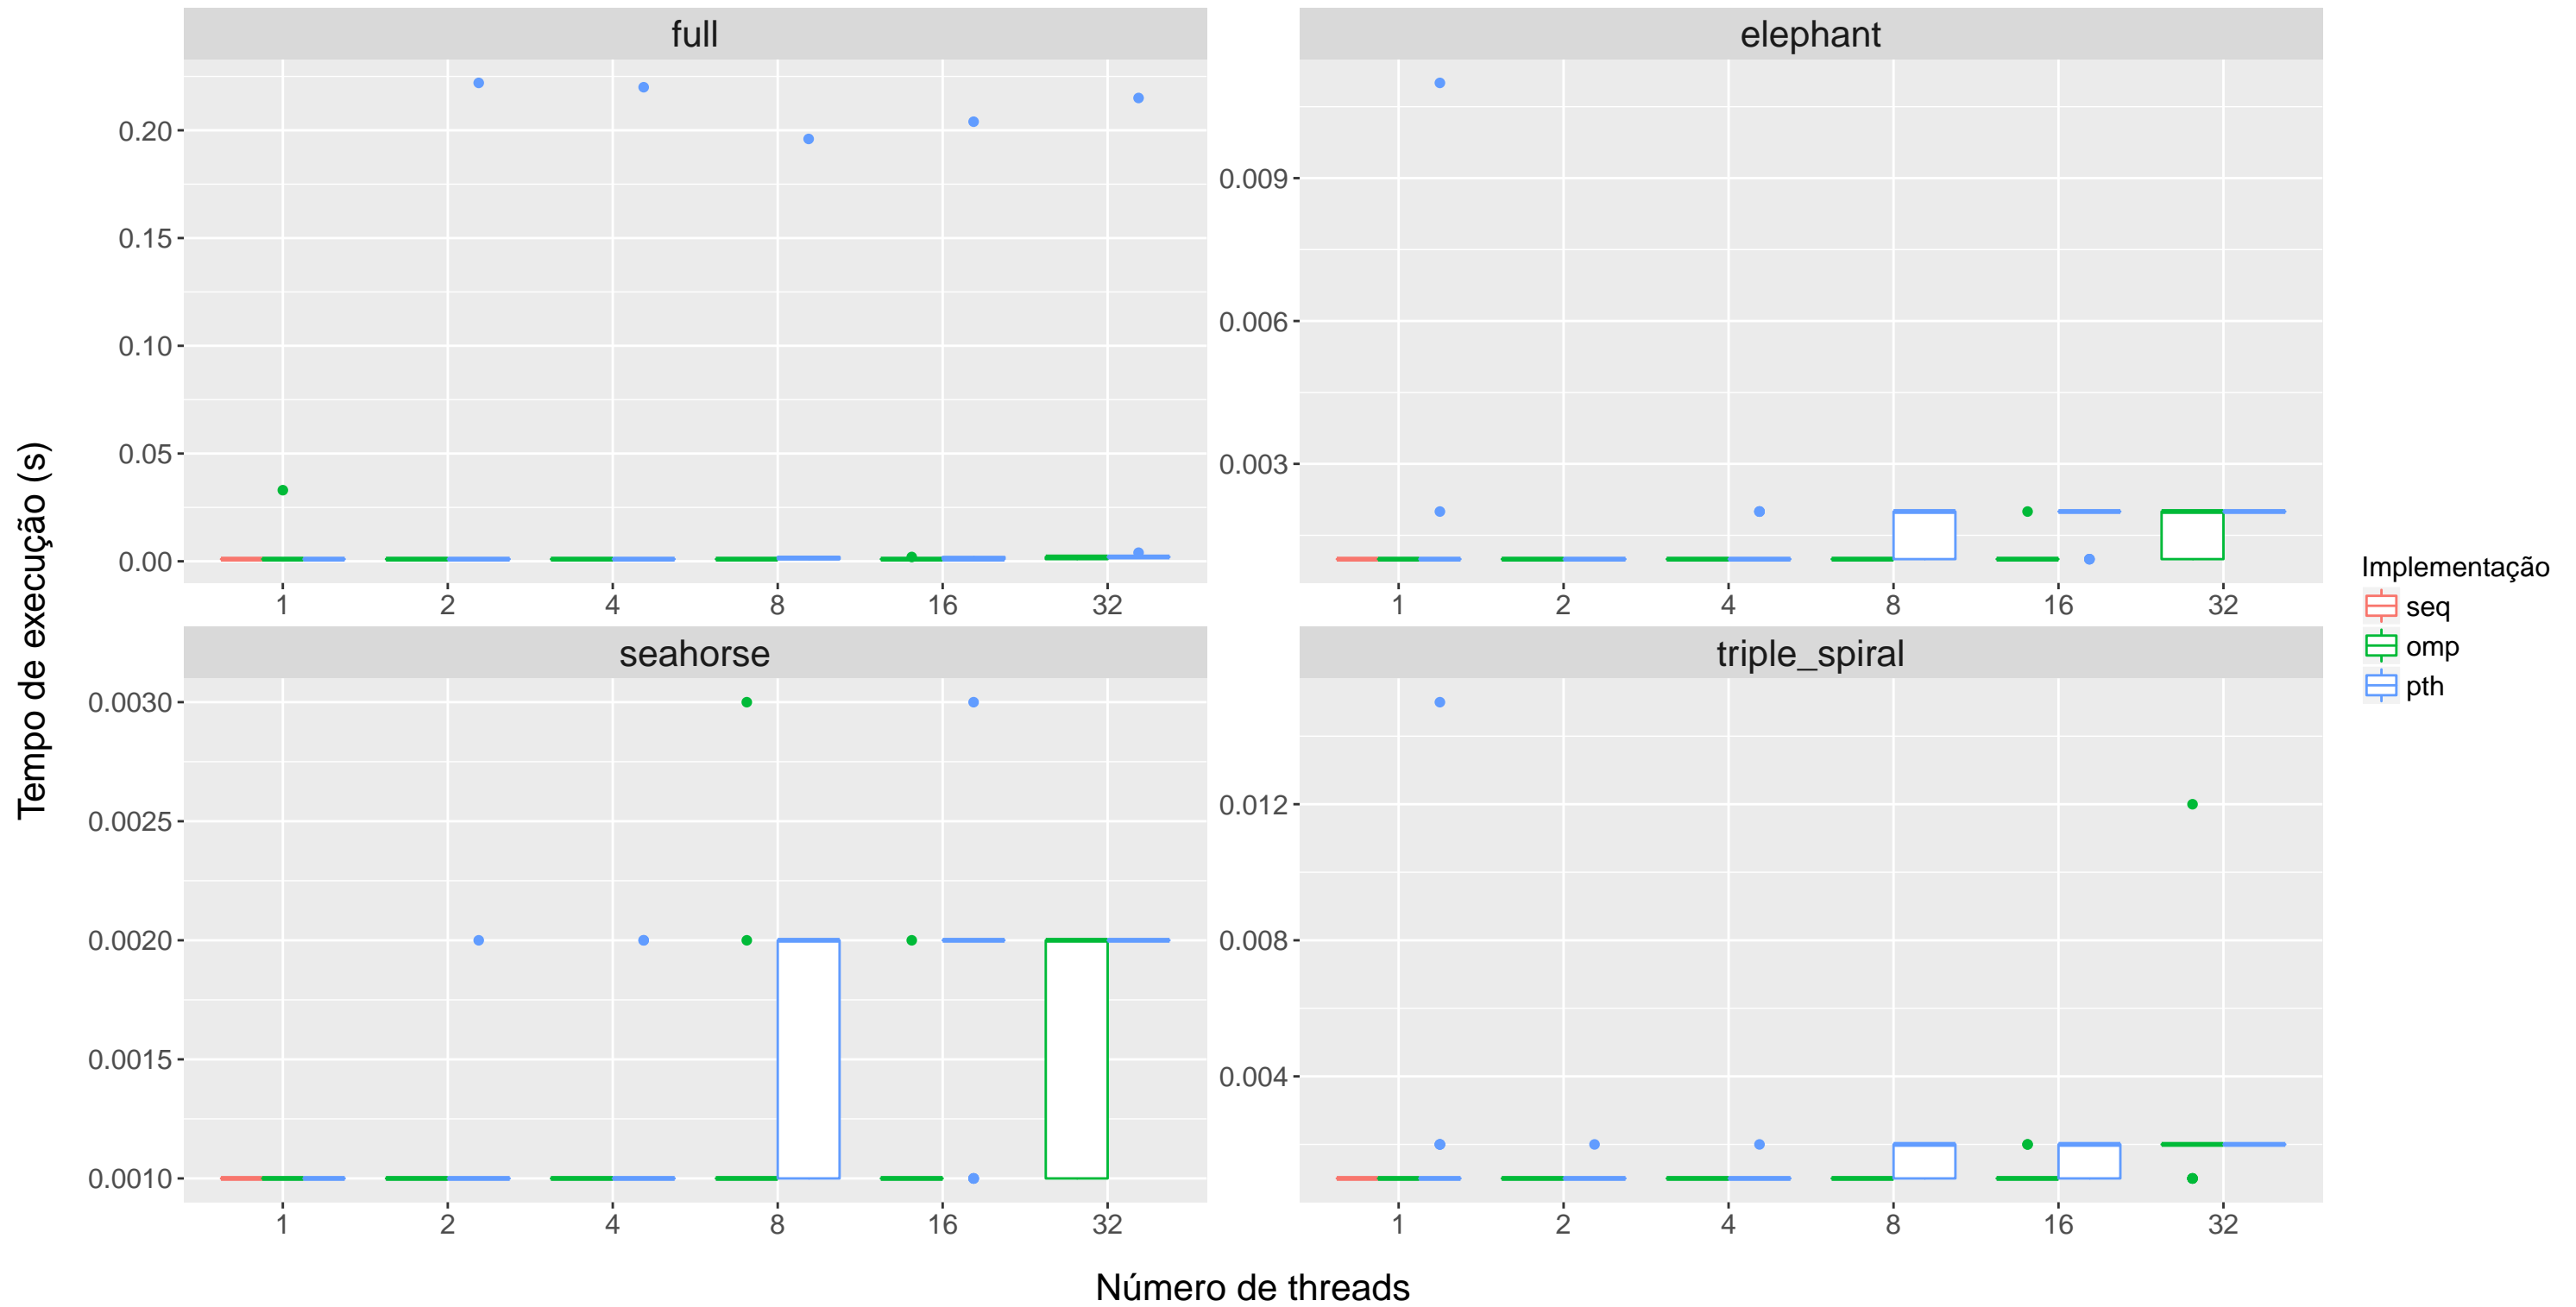 full
elephant
0.20
0.15
0.10
0.05
0.00
0.009
0.006
0.003
1 2 4 8 16 32
1 2 4 8 16 32
seahorse
triple_spiral
0.0030
0.0025
0.0020
0.0015
0.0010
0.012
0.008
0.004
1 2 4 8 16 32
1 2 4 8 16 32
Tempo de execução (s)
Número de threads
Implementação
seq
omp
pth